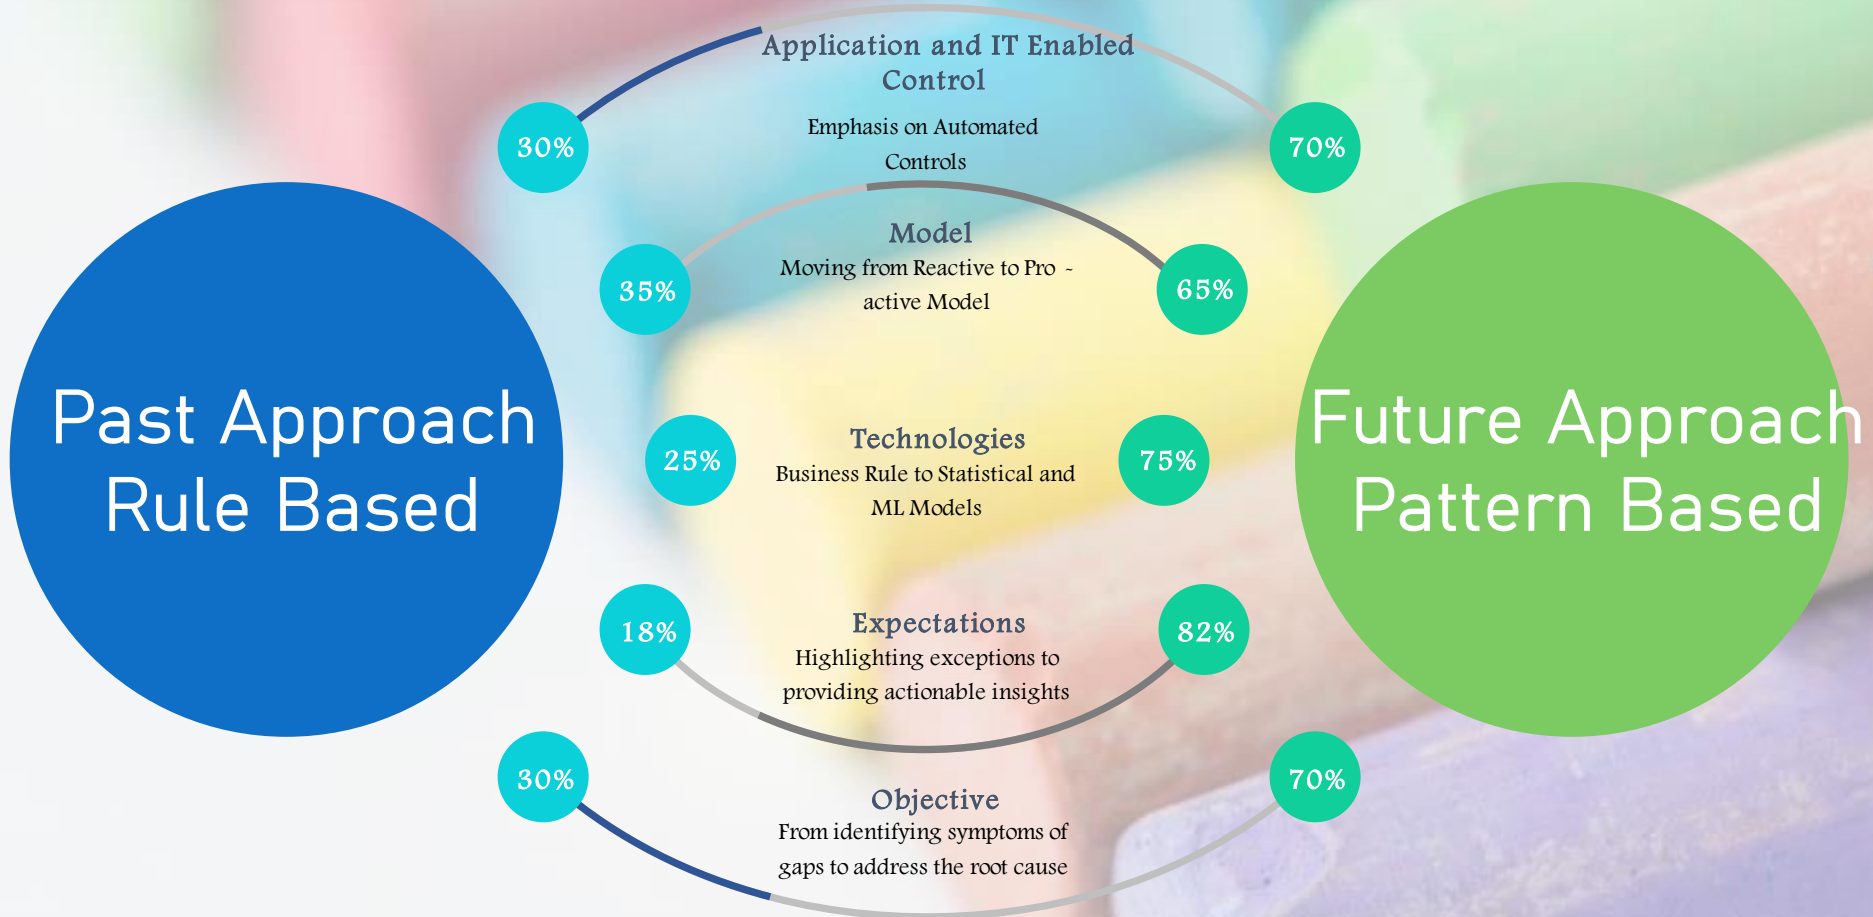 Application and IT Enabled
Control
Emphasis on Automated
Controls
30%
70%
Model
Moving from Reactive to Pro -
active Model
35%
65%
Past Approach
Rule Based
Technologies
Business Rule to Statistical and
ML Models
25%
75%
Future Approach
Pattern Based
Expectations
Highlighting exceptions to
providing actionable insights
18%
82%
Objective
From identifying symptoms of
gaps to address the root cause
30%
70%